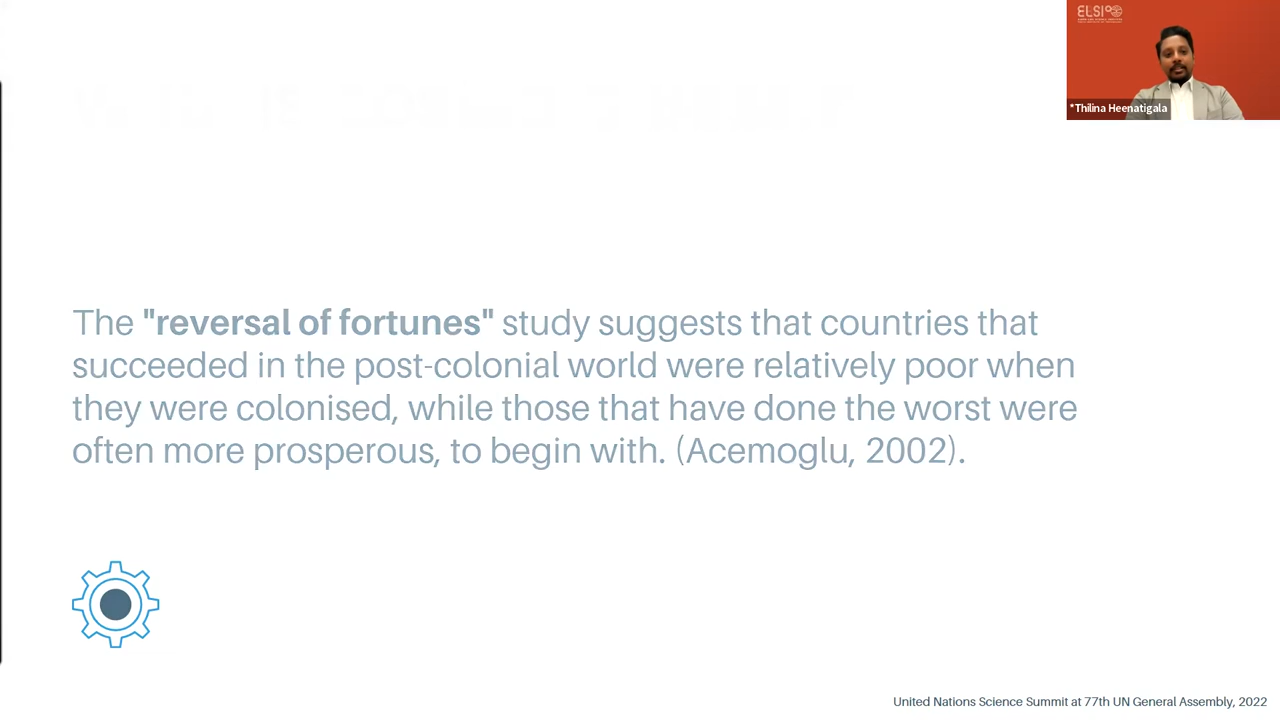 ELSI
*Thilina Heenatigala
The "reversal of fortunes" study suggests that countries that
succeeded in the post-colonial world were relatively poor when
they were colonised, while those that have done the worst were
often more prosperous, to begin with. (Acemoglu, 2002).
United Nations Science Summit at 77th UN General Assembly, 2022